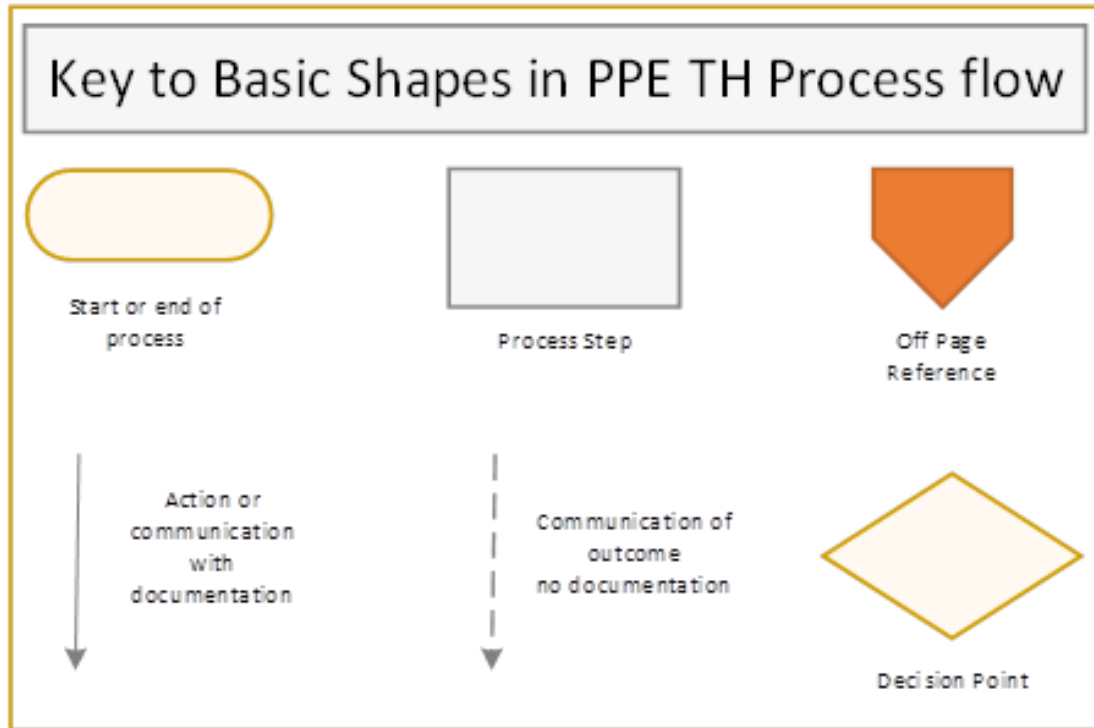 Key to Basic Shapes in PPE TH Process flow
Start or end of
process
Process Step
Off Page
Reference
Action or
communication
with
documentation
Communication of
outcome
no documentation
Decision Point